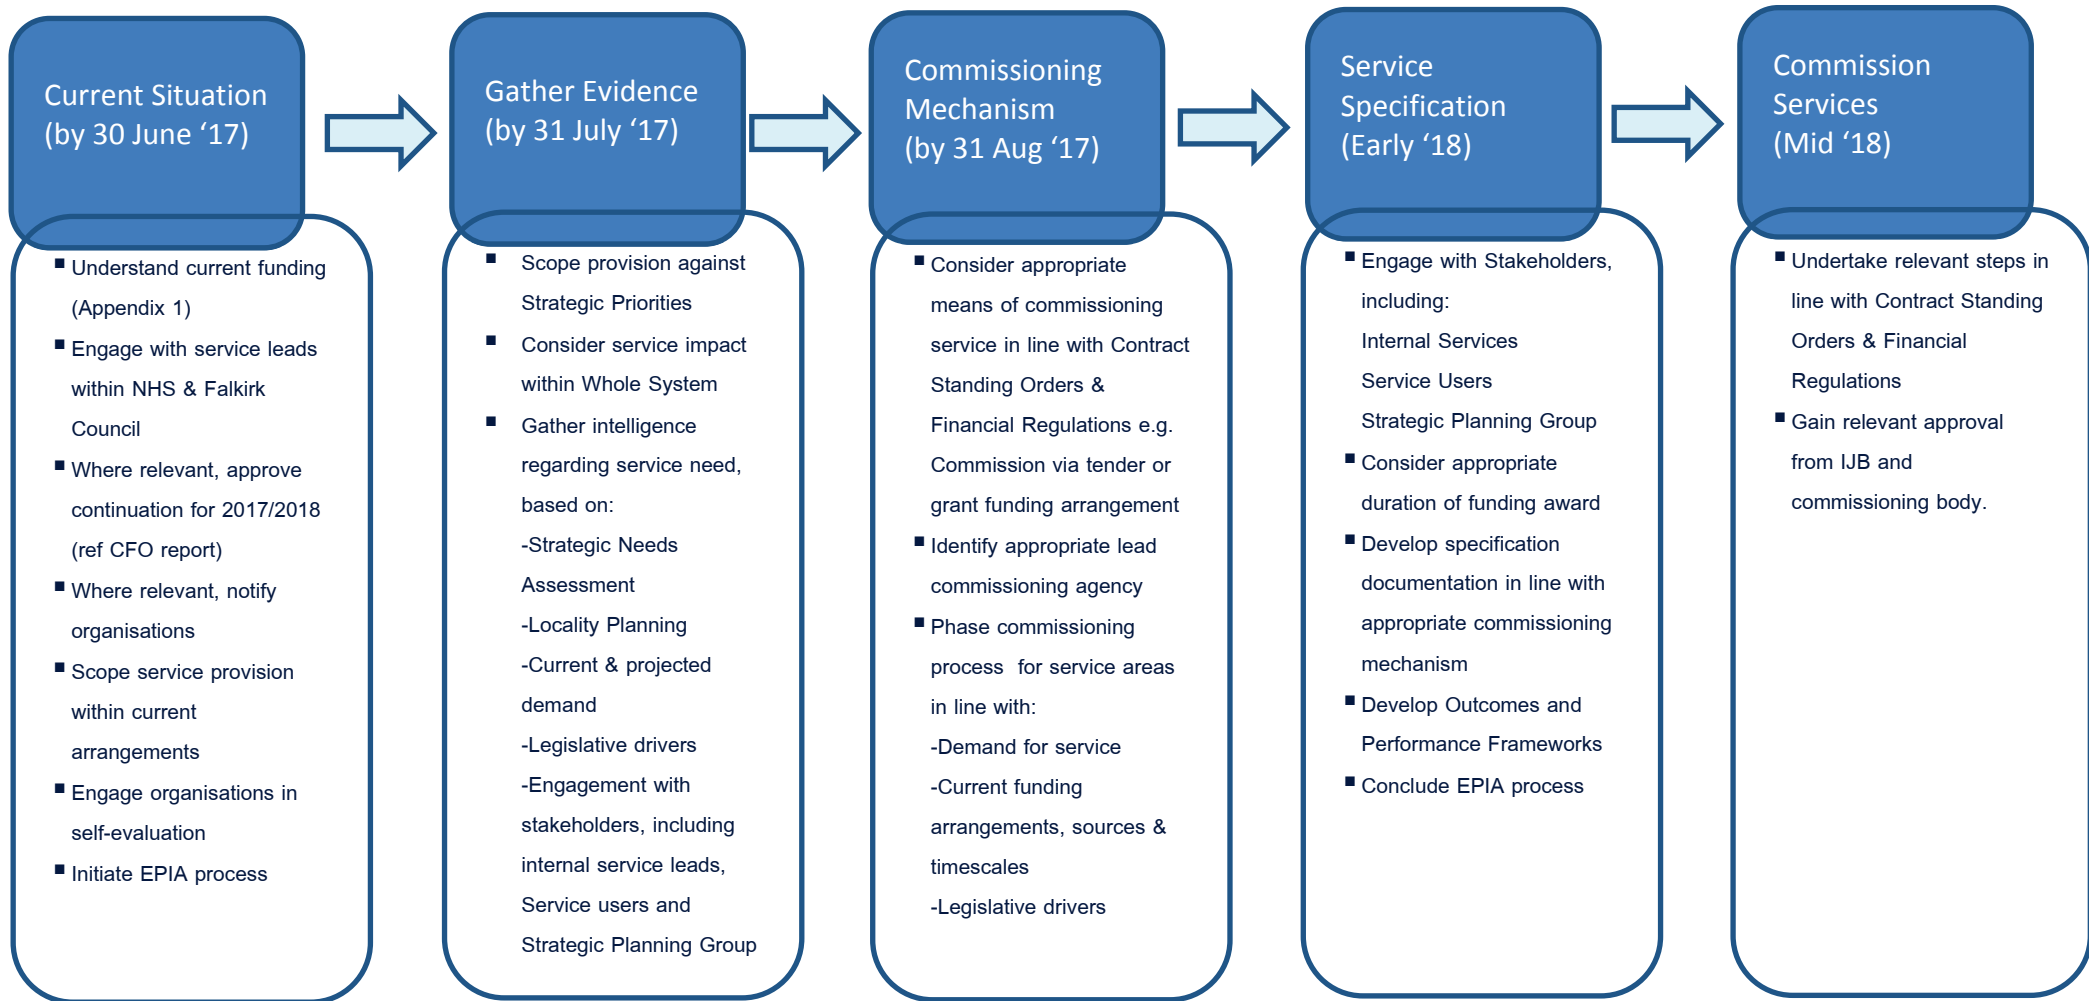 Current Situation
(by 30 June ‘17)
▪ Understand current funding
(Appendix 1)
▪ Engage with service leads
within NHS & Falkirk
Council
▪ Where relevant, approve
continuation for 2017/2018
(ref CFO report)
▪ Where relevant, notify
organisations
▪ Scope service provision
within current
arrangements
▪ Engage organisations in
self-evaluation
▪ Initiate EPIA process
Gather Evidence
(by 31 July ‘17)
▪ Scope provision against
Strategic Priorities
▪ Consider service impact
within Whole System
▪ Gather intelligence
regarding service need,
based on:
-Strategic Needs
Assessment
-Locality Planning
-Current & projected
demand
-Legislative drivers
-Engagement with
stakeholders, including
internal service leads,
Service users and
Strategic Planning Group
Commissioning
Mechanism
(by 31 Aug ‘17)
▪ Consider appropriate
means of commissioning
service in line with Contract
Standing Orders &
Financial Regulations e.g.
Commission via tender or
grant funding arrangement
▪ Identify appropriate lead
commissioning agency
▪ Phase commissioning
process for service areas
in line with:
-Demand for service
-Current funding
arrangements, sources &
timescales
-Legislative drivers
Service
Specification
(Early ‘18)
▪ Engage with Stakeholders,
including:
Internal Services
Service Users
Strategic Planning Group
▪ Consider appropriate
duration of funding award
▪ Develop specification
documentation in line with
appropriate commissioning
mechanism
▪ Develop Outcomes and
Performance Frameworks
▪ Conclude EPIA process
Commission
Services
(Mid ‘18)
▪ Undertake relevant steps in
line with Contract Standing
Orders & Financial
Regulations
▪ Gain relevant approval
from IJB and
commissioning body.